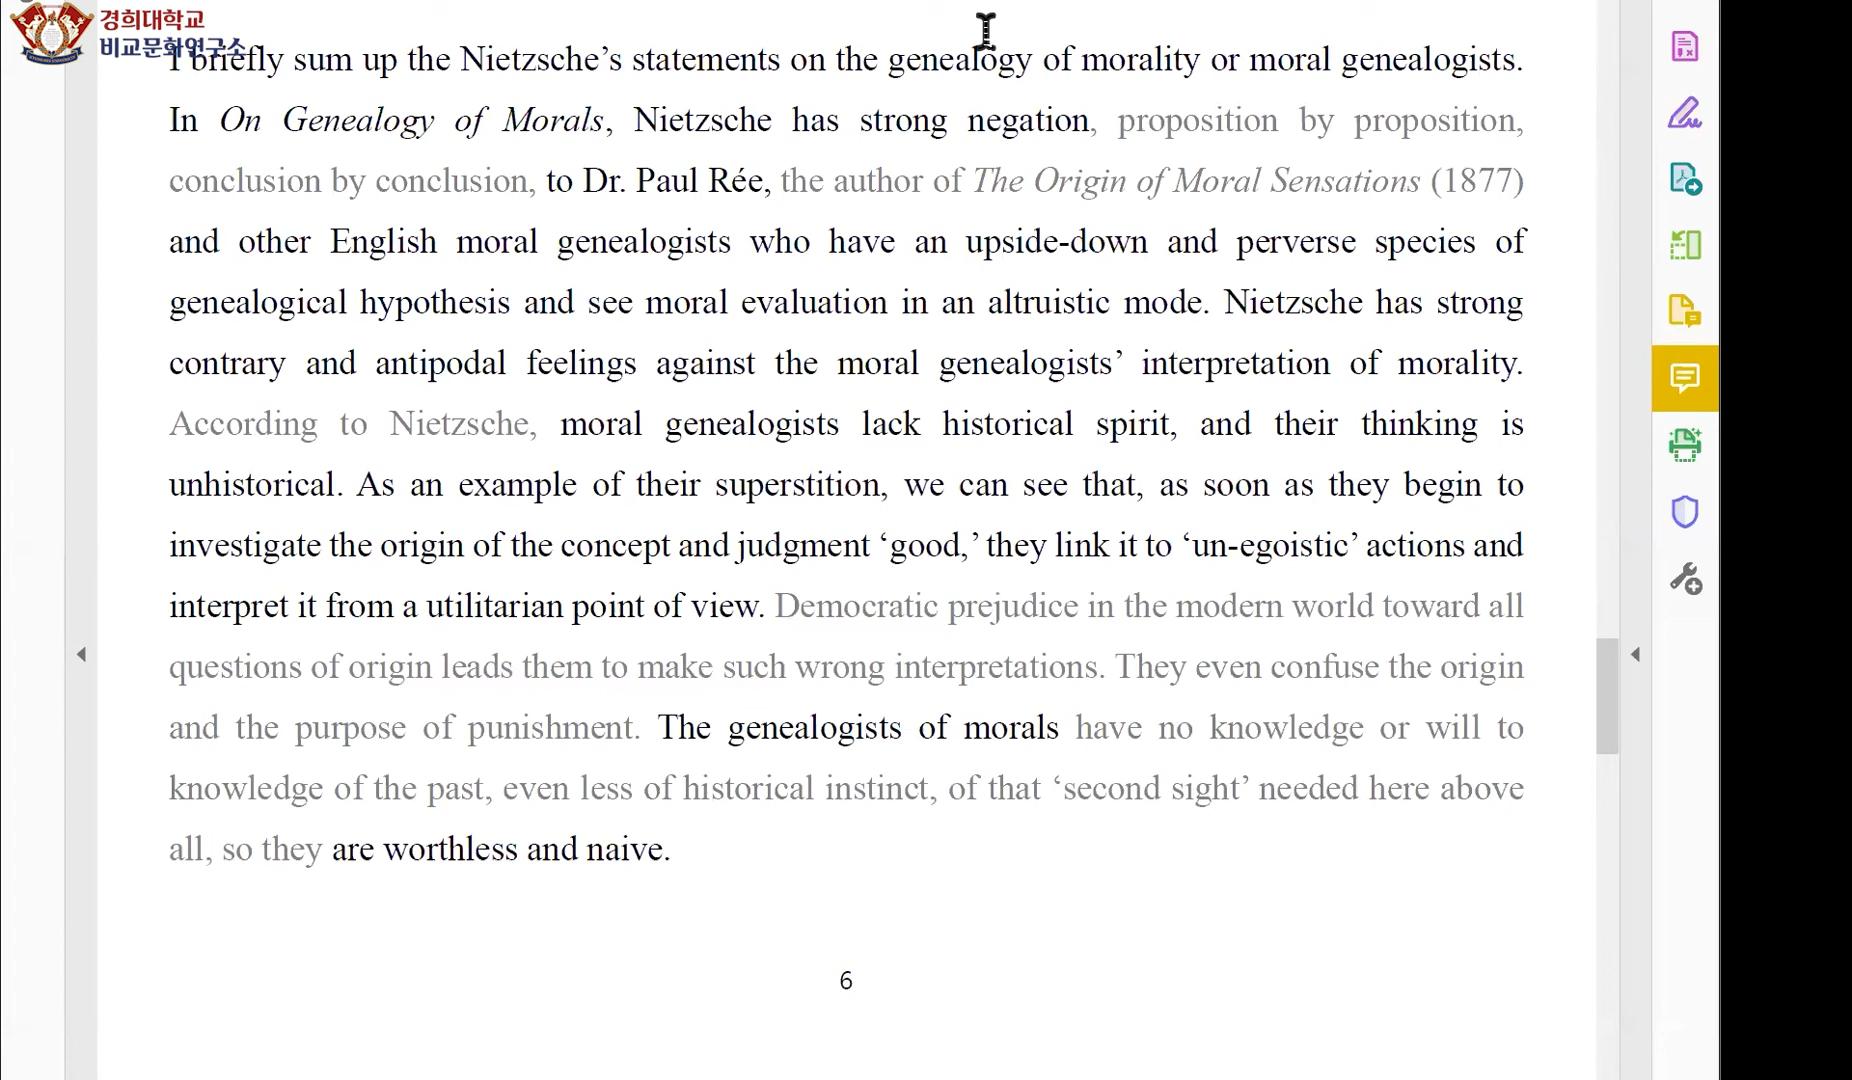 경희대학교
비교문화연구소
I briefly sum up the Nietzsche’s statements on the genealogy of morality or moral genealogists.
In On Genealogy of Morals, Nietzsche has strong negation, proposition by proposition,
conclusion by conclusion, to Dr. Paul Rée, the author of The Origin of Moral Sensations (1877)
and other English moral genealogists who have an upside-down and perverse species of
genealogical hypothesis and see moral evaluation in an altruistic mode. Nietzsche has strong
contrary and antipodal feelings against the moral genealogists’ interpretation of morality.
According to Nietzsche, moral genealogists lack historical spirit, and their thinking is
unhistorical. As an example of their superstition, we can see that, as soon as they begin to
investigate the origin of the concept and judgment ‘good,’ they link it to ‘un-egoistic’ actions and
interpret it from a utilitarian point of view. Democratic prejudice in the modern world toward all
questions of origin leads them to make such wrong interpretations. They even confuse the origin
and the purpose of punishment. The genealogists of morals have no knowledge or will to
knowledge of the past, even less of historical instinct, of that ‘second sight’ needed here above
all, so they are worthless and naive.
6